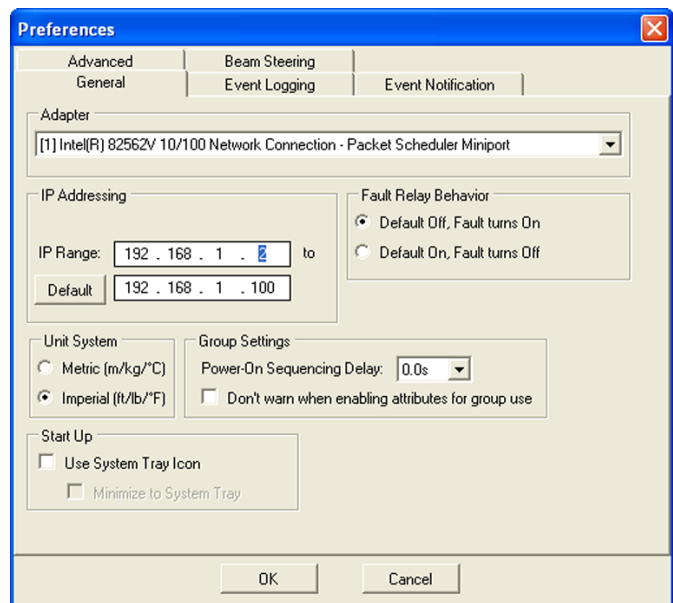 Preferences
Advanced
Beam Steering
General
Event Logging
Event Notification
Adapter
[1] Intel(R) 82562V 10/100 Network Connection - Packet Scheduler Miniport
IP Addressing
IP Range: 192 . 168 . 1 . 2 to
Default 192 . 168 . 1 . 100
Fault Relay Behavior
Default Off, Fault turns On
Default On, Fault turns Off
Unit System
Metric (m/kg/°C)
Imperial (ft/lb/°F)
Group Settings
Power-On Sequencing Delay: 0.0s
Don't warn when enabling attributes for group use
Start Up
Use System Tray Icon
Minimize to System Tray
OK
Cancel